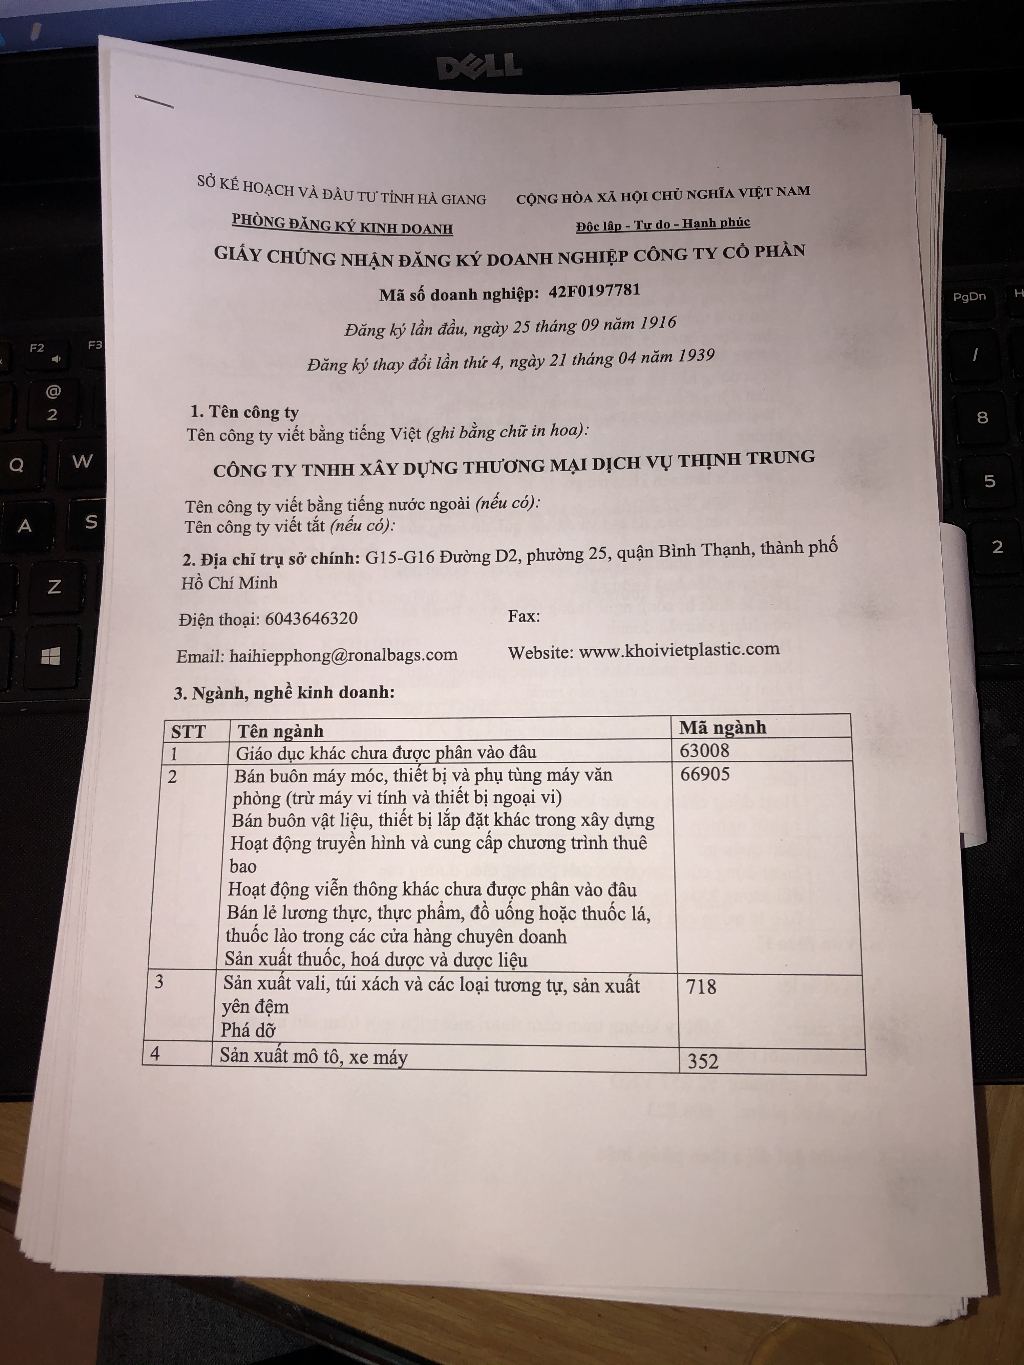 DELL
SỞ KẾ HOẠCH VÀ ĐẦU TƯ TỈNH HÀ GIANG CỘNG HÒA XÃ HỘI CHỦ NGHĨA VIỆT NAM
PHÒNG ĐĂNG KÝ KINH DOANH Độc lập - Tự do - Hạnh phúc
GIẤY CHỨNG NHẬN ĐĂNG KÝ DOANH NGHIỆP CÔNG TY CỔ PHẦN
Mã số doanh nghiệp: 42F0197781
Đăng ký lần đầu, ngày 25 tháng 09 năm 1916
Đăng ký thay đổi lần thứ 4, ngày 21 tháng 04 năm 1939
1. Tên công ty
Tên công ty viết bằng tiếng Việt (ghi bằng chữ in hoa):
CÔNG TY TNHH XÂY DỰNG THƯƠNG MẠI DỊCH VỤ THỊNH TRUNG
Tên công ty viết bằng tiếng nước ngoài (nếu có):
Tên công ty viết tắt (nếu có):
2. Địa chỉ trụ sở chính: G15-G16 Đường D2, phường 25, quận Bình Thạnh, thành phố
Hồ Chí Minh
Điện thoại: 6043646320 Fax:
Email: haihiepphong@ronalbags.com Website: www.khoivietplastic.com
3. Ngành, nghề kinh doanh:
STT Tên ngành Mã ngành
1 Giáo dục khác chưa được phân vào đâu 63008
2 Bán buôn máy móc, thiết bị và phụ tùng máy văn 66905
phòng (trừ máy vi tính và thiết bị ngoại vi)
Bán buôn vật liệu, thiết bị lắp đặt khác trong xây dựng
Hoạt động truyền hình và cung cấp chương trình thuê
bao
Hoạt động viễn thông khác chưa được phân vào đâu
Bán lẻ lương thực, thực phẩm, đồ uống hoặc thuốc lá,
thuốc lào trong các cửa hàng chuyên doanh
Sản xuất thuốc, hoá dược và dược liệu
3 Sản xuất vali, túi xách và các loại tương tự, sản xuất 718
yên đệm
Phá dỡ
4 Sản xuất mô tô, xe máy 352
F2
F3
@
2
Q
W
A
S
Z
PgDn
/
8
5
2